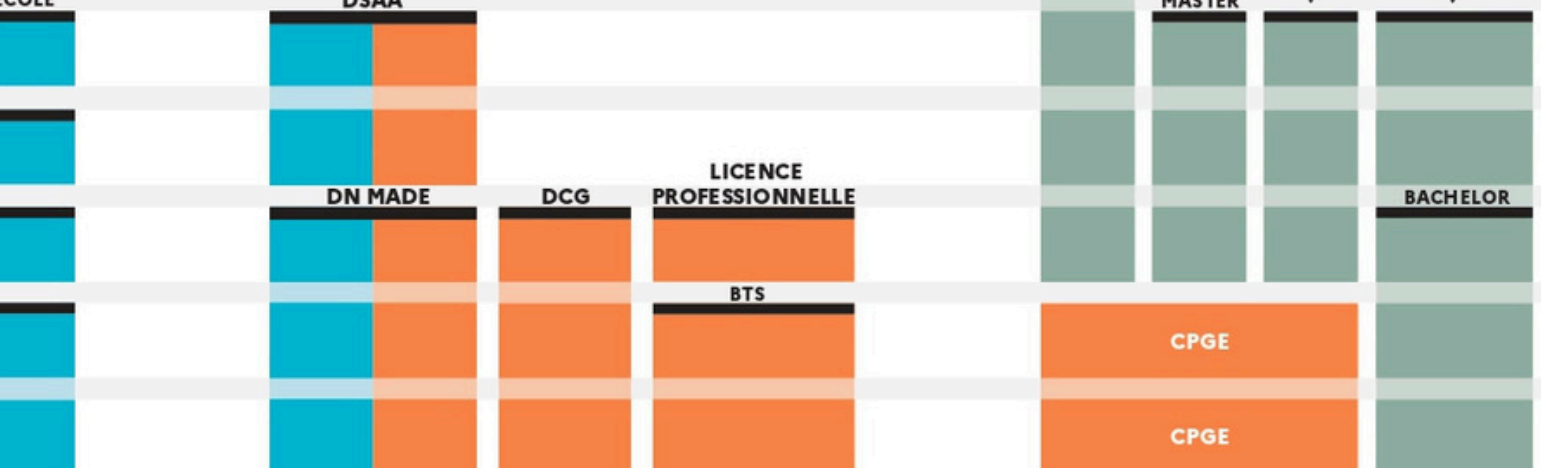 DSAA
MASTER
LICENCE
DN MADE
DCG
PROFESSIONNELLE
BACHELOR
BTS
CPGE
CPGE